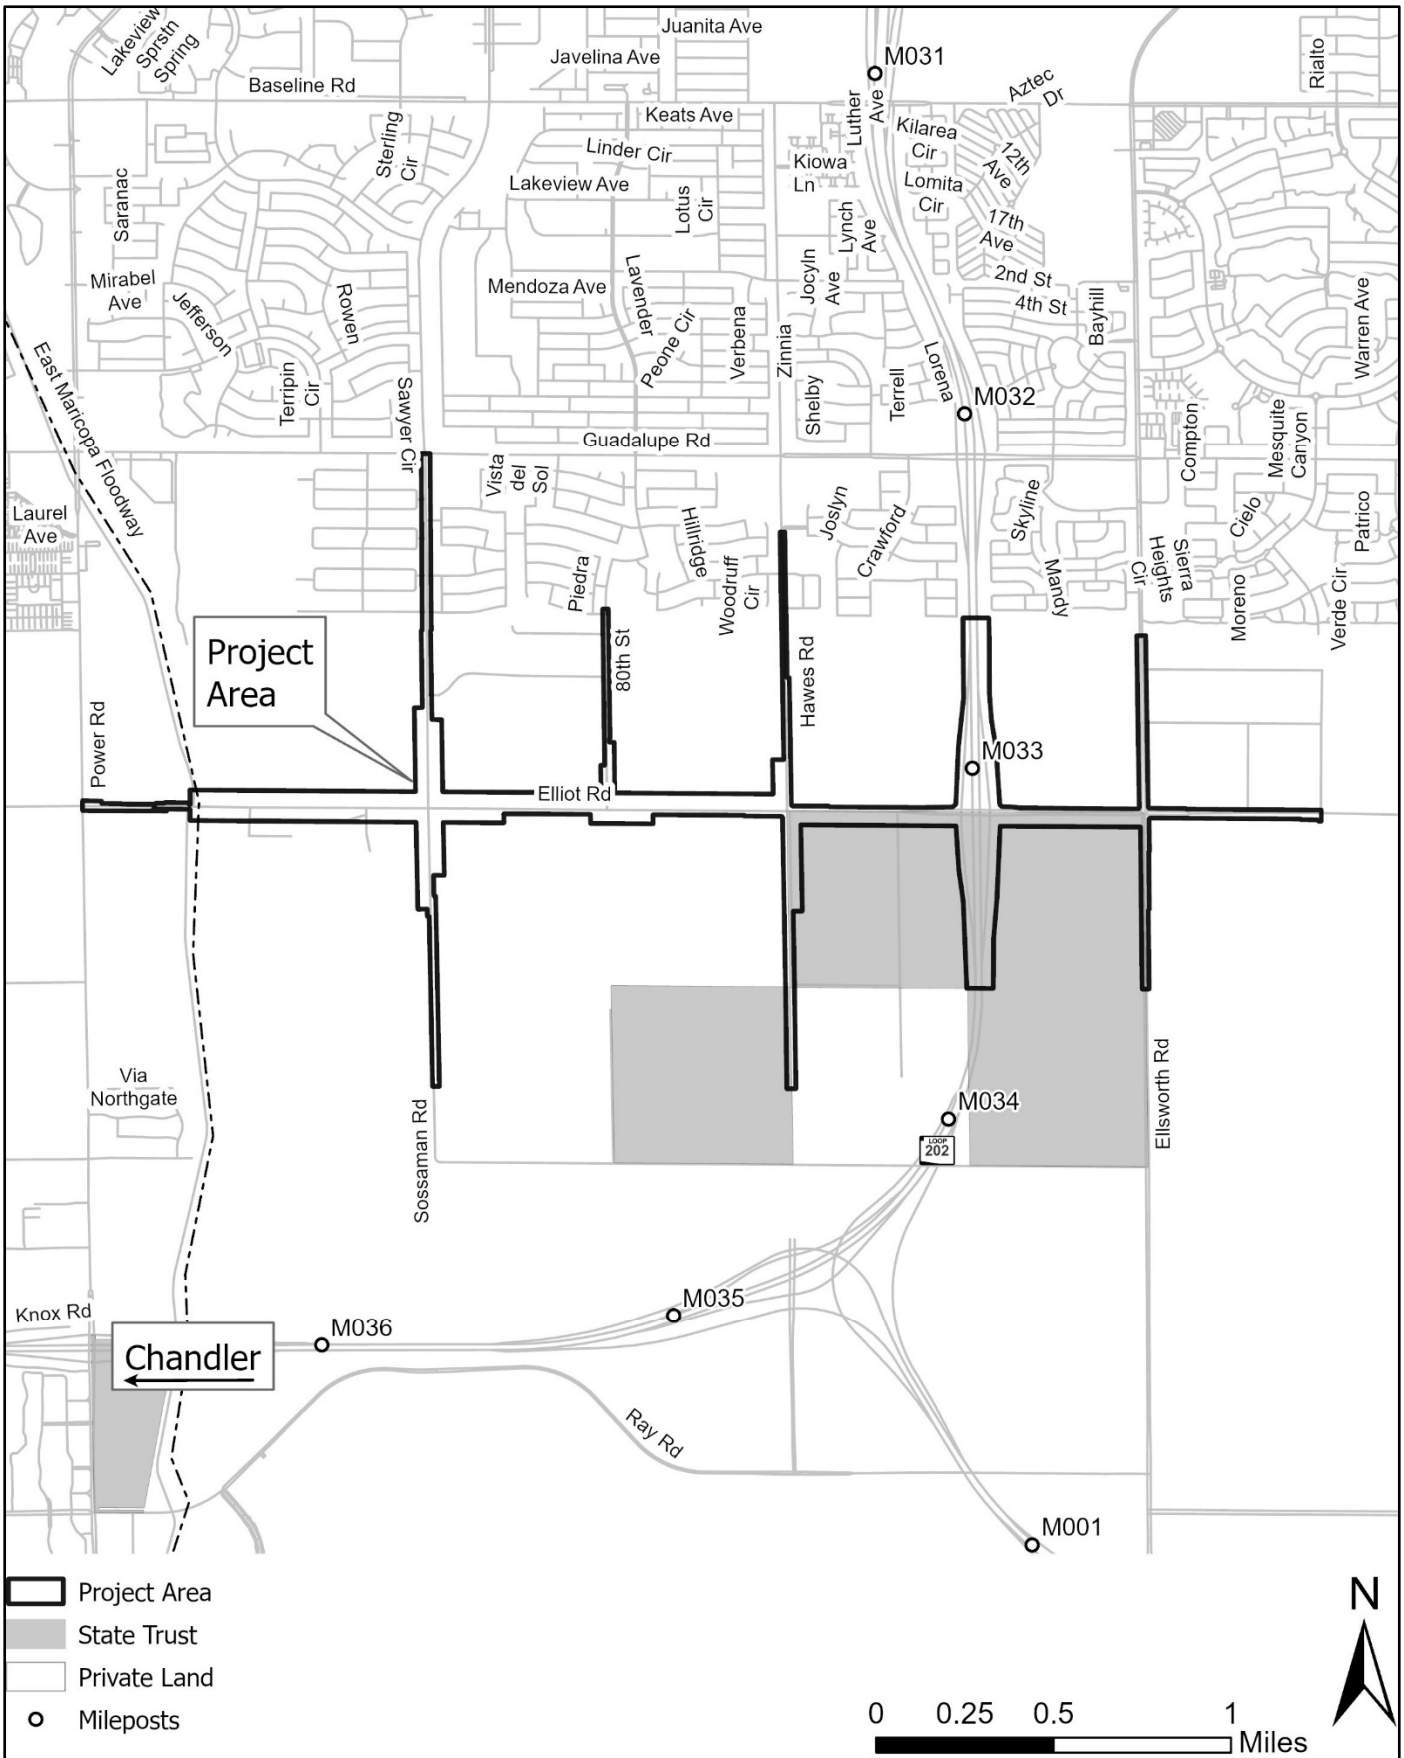 Juanita Ave
Lakeview
Sprstn
Spring
Javelina Ave
M031
Rialto
Baseline Rd
Aztec
Dr
Luther
Ave
Keats Ave
Kilarea
Cir
Sterling
Cir
Linder Cir
Kiowa
Ln
12th
Ave
Lakeview Ave
Lomita
Cir
Saranac
Lotus
Cir
Lynch
Ave
17th
Ave
Mirabel
Ave
Mendoza Ave
Lavender
Jocyln
Ave
2nd St
4th St
Jefferson
Rowen
Peone Cir
Verbena
Zinnia
Bayhill
Warren Ave
East Maricopa Floodway
Terripin
Cir
Sawyer Cir
Shelby
Terrell
Lorena
M032
Compton
Mesquite
Canyon
Guadalupe Rd
Vista
del
Sol
Laurel
Ave
Hillridge
Joslyn
Crawford
Skyline
Cielo
Patrico
Piedra
Woodruff
Cir
Mandy
Sierra
Heights
Cir
Moreno
Verde Cir
Project
Area
80th St
Hawes Rd
Power Rd
M033
Elliot Rd
Via
Northgate
Sossaman Rd
M034
LOOP
202
Ellsworth Rd
Knox Rd
M036
M035
Chandler
Ray Rd
M001
Project Area
State Trust
Private Land
Mileposts
N
0 0.25 0.5 1
Miles